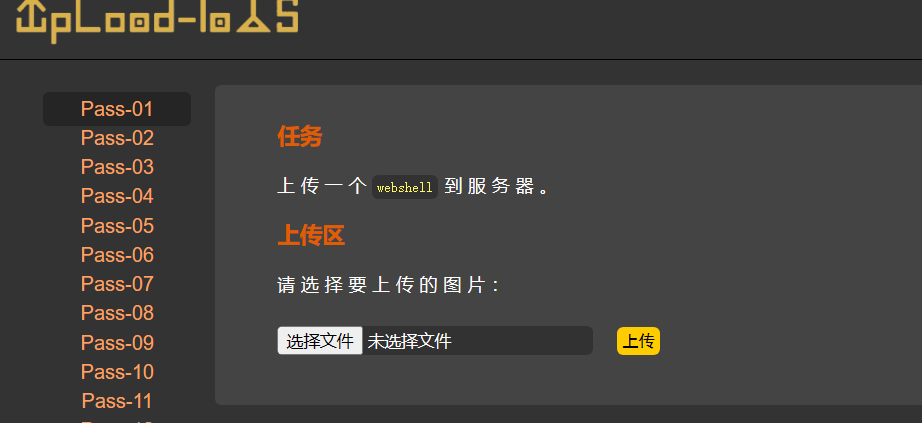 UpLoad-labs
Pass-01
Pass-02
Pass-03
Pass-04
Pass-05
Pass-06
Pass-07
Pass-08
Pass-09
Pass-10
Pass-11
任务
上传一个 webshell 到服务器。
上传区
请选择要上传的图片：
选择文件 未选择文件 上传